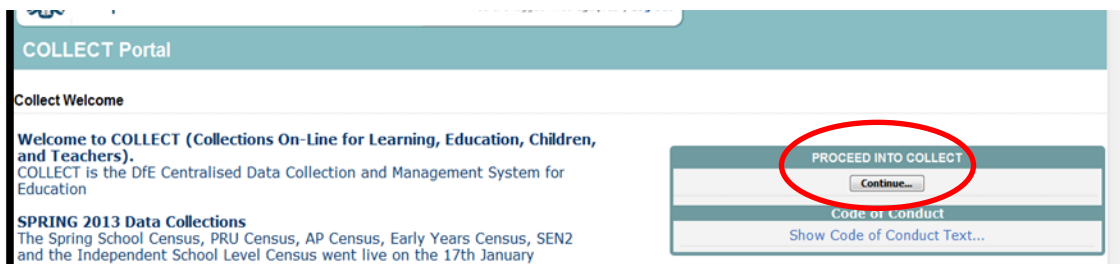 COLLECT Portal
Collect Welcome
Welcome to COLLECT (Collections On-Line for Learning, Education, Children,
and Teachers).
COLLECT is the DfE Centralised Data Collection and Management System for
Education
SPRING 2013 Data Collections
The Spring School Census, PRU Census, AP Census, Early Years Census, SEN2
and the Independent School Level Census went live on the 17th January
PROCEED INTO COLLECT
Continue...
Code of Conduct
Show Code of Conduct Text...